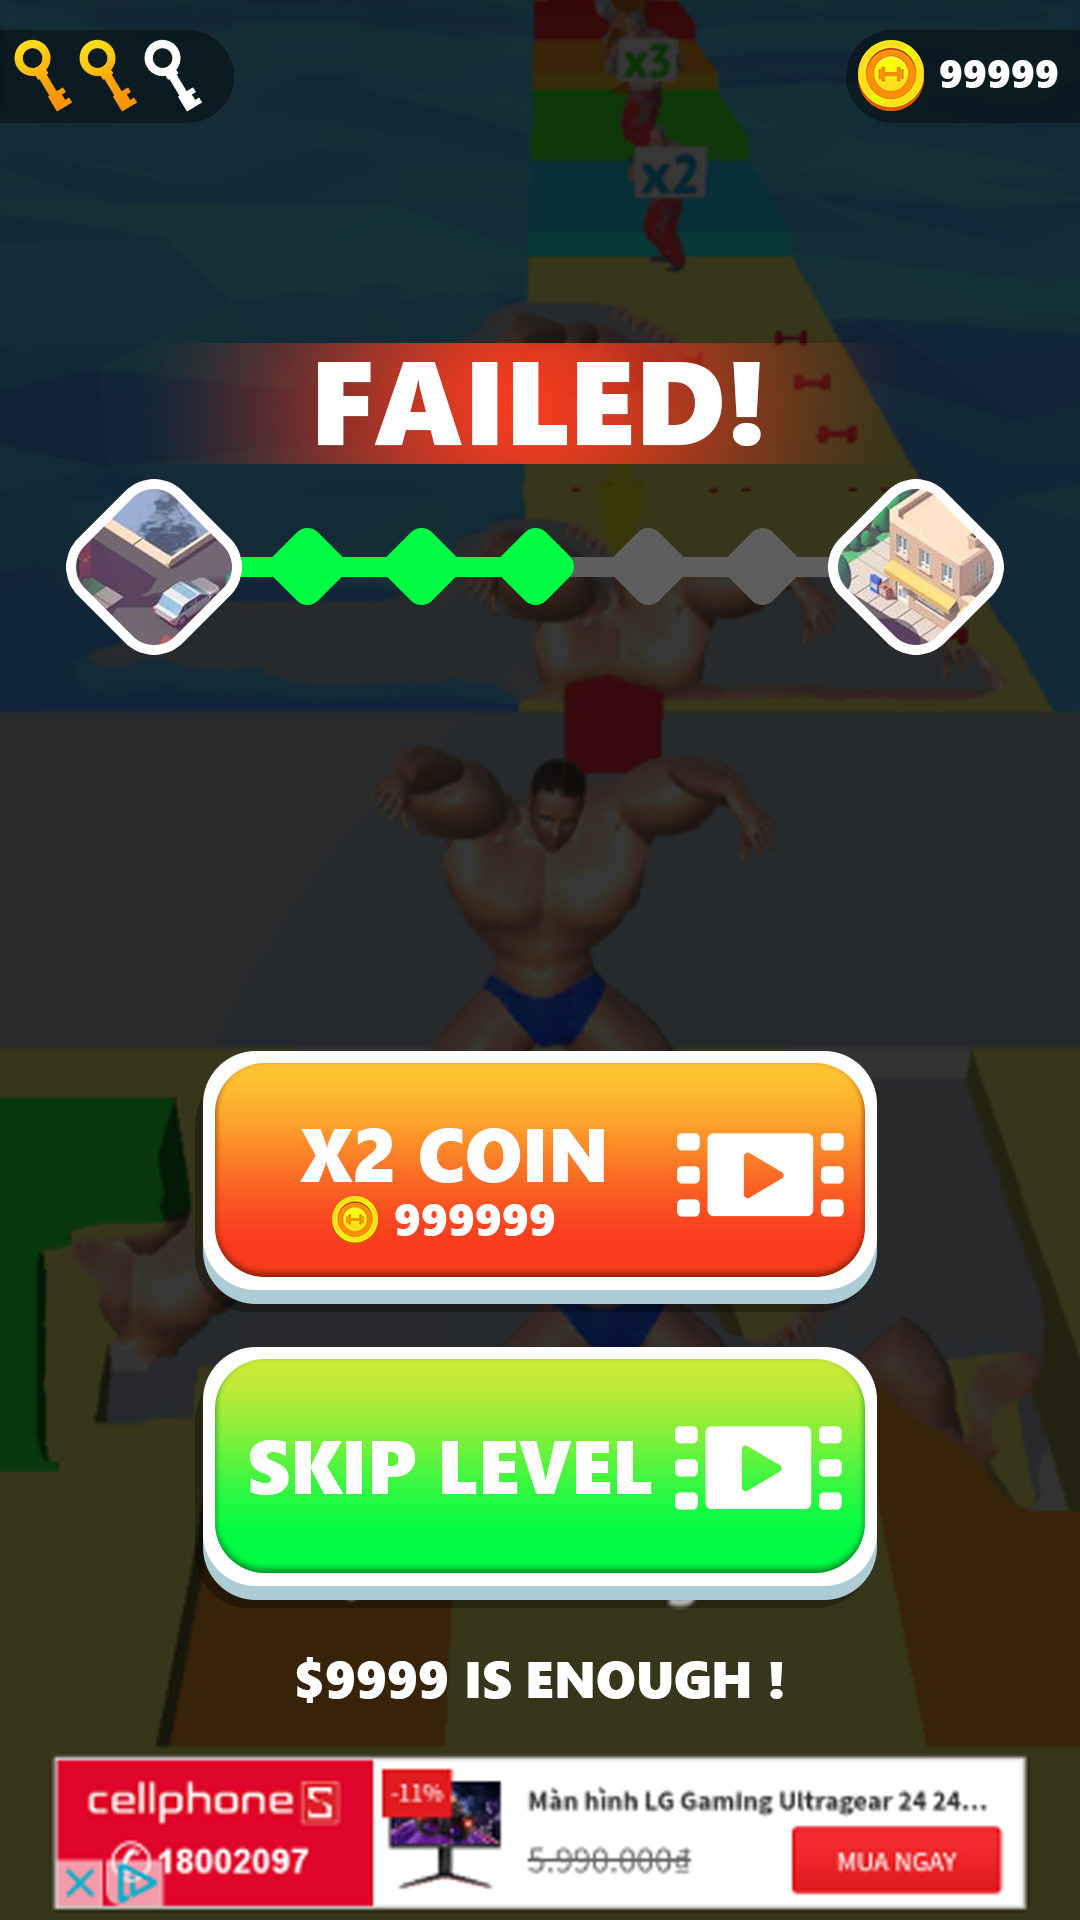 x3
99999
x2
FAILED!
X2 COIN
999999
SKIP LEVEL
$9999 IS ENOUGH !
cellphoneS
18002097
-11%
Màn hình LG Gaming Ultragear 24 24...
5.990.000₫
MUA NGAY